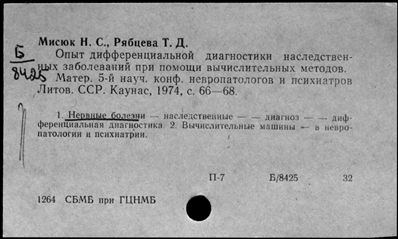 Мисюк Н. С., Рябцева Т. Д.
Б
8425
Опыт дифференциальной диагностики наследствен-
ных заболеваний при помощи вычислительных методов.
Матер. 5-й науч. конф. невропатологов и психиатров
Литов. ССР. Каунас, 1974, с. 66—68.
1. Нервные болезни — наследственные — — диагноз — — диф-
ференциальная диагностика. 2. Вычислительные машины — в невро-
патологии и психиатрии.
П-7 Б/8425 32
1264 СБМБ при ГЦНМБ